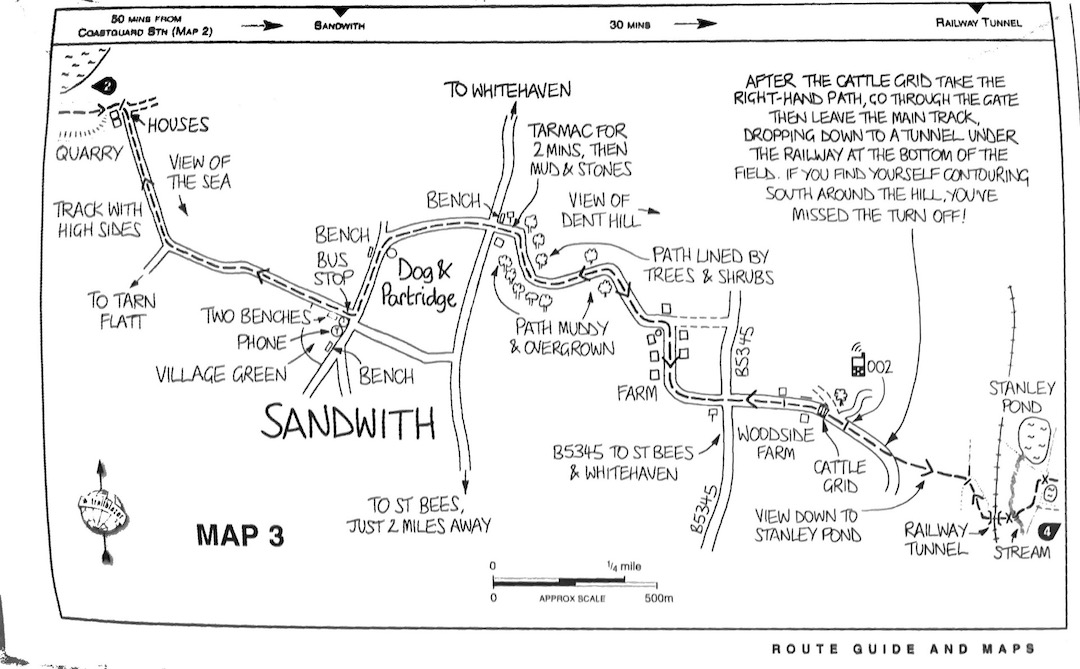 50 MINS FROM
COASTGUARD STN (MAP 2)
SANDWITH
30 MINS
RAILWAY TUNNEL
2
HOUSES
QUARRY
VIEW OF
THE SEA
TRACK WITH
HIGH SIDES
TO TARN
FLATT
TO WHITEHAVEN
TARMAC FOR
2 MINS, THEN
MUD & STONES
BENCH
VIEW OF
DENT HILL
BENCH
BUS
STOP
Dog &
Partridge
PATH LINED BY
TREES & SHRUBS
AFTER THE CATTLE GRID TAKE THE
RIGHT-HAND PATH, GO THROUGH THE GATE
THEN LEAVE THE MAIN TRACK,
DROPPING DOWN TO A TUNNEL UNDER
THE RAILWAY AT THE BOTTOM OF THE
FIELD. IF YOU FIND YOURSELF CONTOURING
SOUTH AROUND THE HILL, YOU'VE
MISSED THE TURN OFF!
TWO BENCHES
PHONE
VILLAGE GREEN
BENCH
SANDWITH
PATH MUDDY
& OVERGROWN
B5345
FARM
002
STANLEY
POND
B5345 TO ST BEES
& WHITEHAVEN
WOODSIDE
FARM
CATTLE
GRID
B5345
VIEW DOWN TO
STANLEY POND
RAILWAY
TUNNEL
STREAM
4
TO ST BEES,
JUST 2 MILES AWAY
trailblazer
MAP 3
0 1/4 mile
0 APPROX SCALE 500m
ROUTE GUIDE AND MAPS